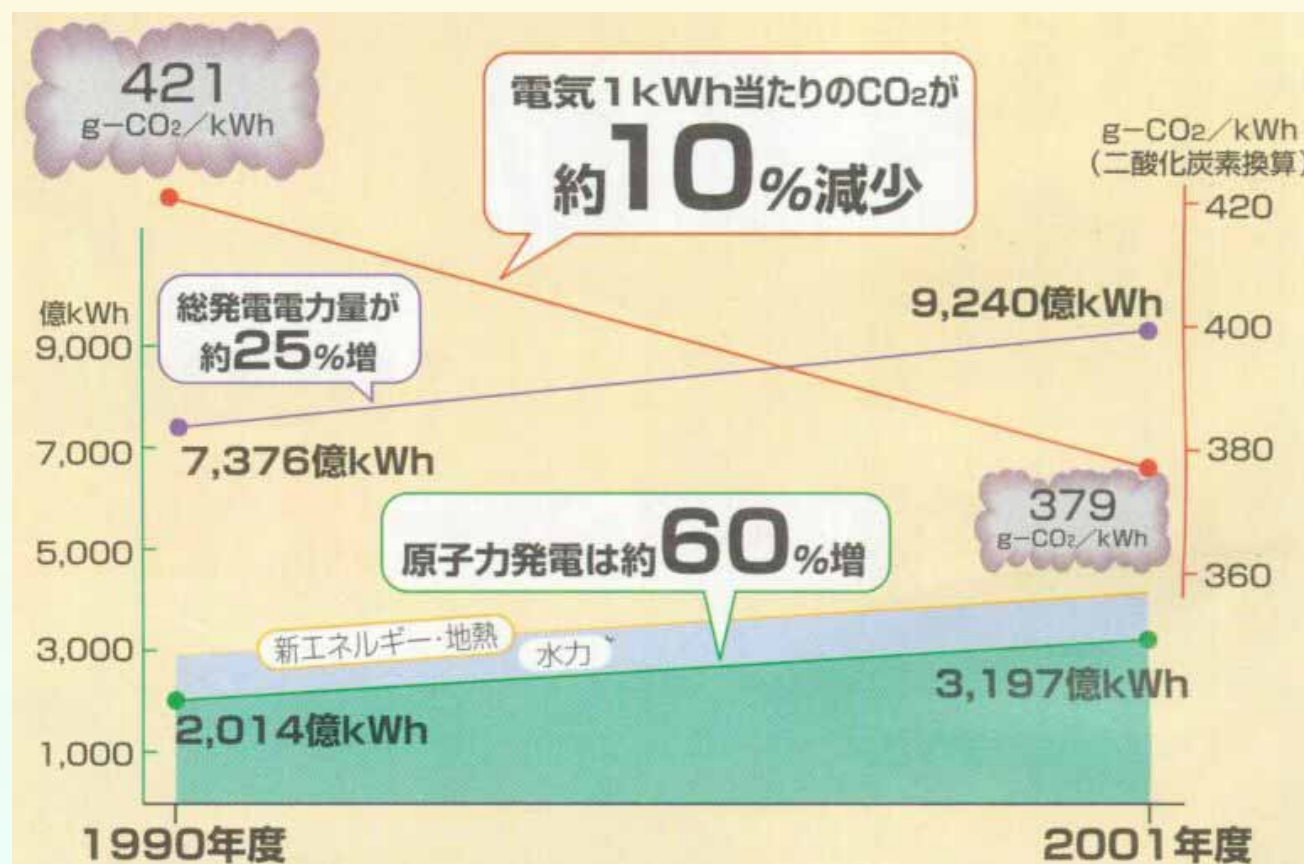 421
g−CO₂／kWh
電気1kWh当たりのCO₂が
約10%減少
g−CO₂／kWh
(二酸化炭素換算)
420
400
380
360
億kWh
9,000
7,000
5,000
3,000
1,000
総発電電力量が
約25%増
9,240億kWh
7,376億kWh
379
g−CO₂／kWh
原子力発電は約60%増
新エネルギー・地熱
水力
3,197億kWh
2,014億kWh
1990年度
2001年度